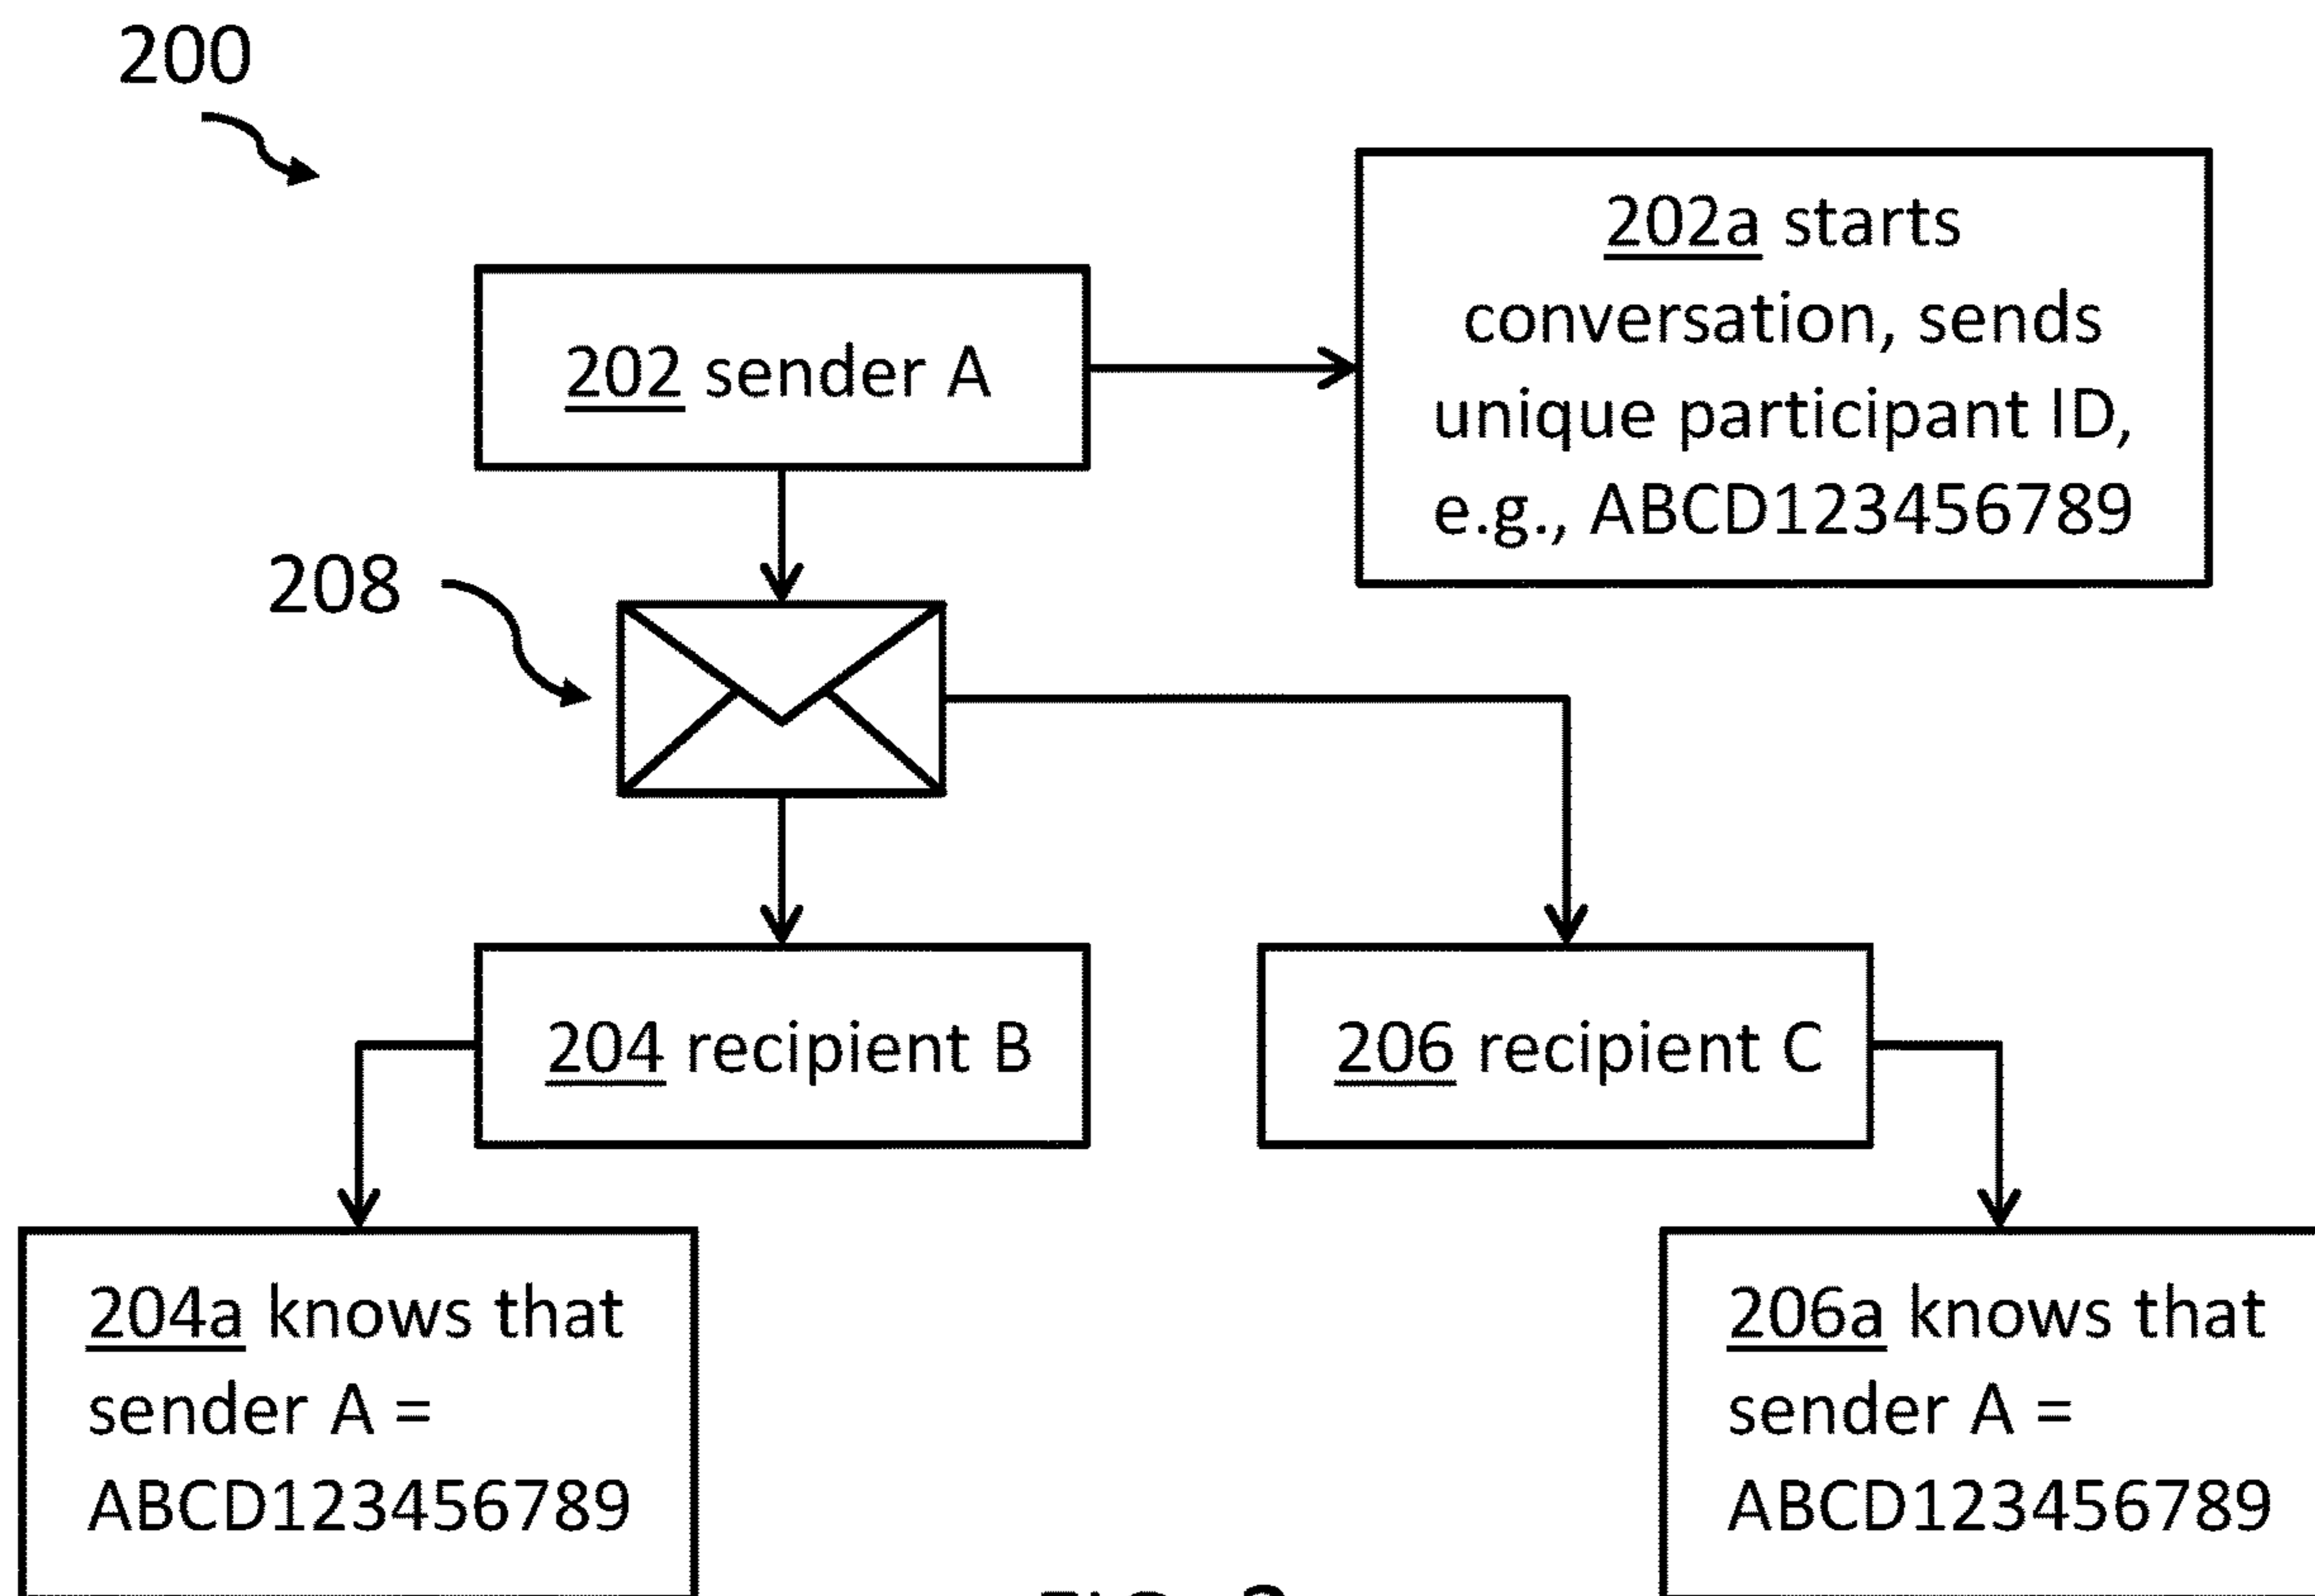 200
202a starts
conversation, sends
unique participant ID,
e.g., ABCD123456789
202 sender A
208
204 recipient B
206 recipient C
204a knows that
sender A =
ABCD123456789
206a knows that
sender A =
ABCD123456789